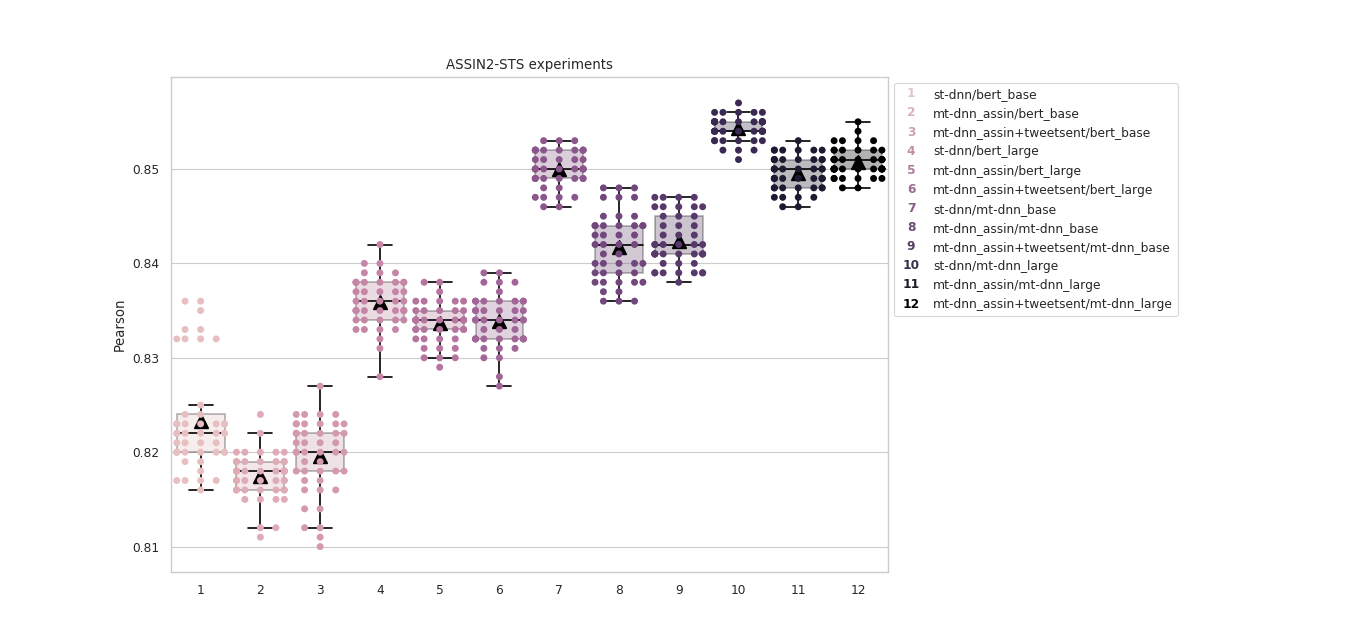 ASSIN2-STS experiments
Pearson
0.85
0.84
0.83
0.82
0.81
1 2 3 4 5 6 7 8 9 10 11 12
1 st-dnn/bert_base
2 mt-dnn_assin/bert_base
3 mt-dnn_assin+tweetsent/bert_base
4 st-dnn/bert_large
5 mt-dnn_assin/bert_large
6 mt-dnn_assin+tweetsent/bert_large
7 st-dnn/mt-dnn_base
8 mt-dnn_assin/mt-dnn_base
9 mt-dnn_assin+tweetsent/mt-dnn_base
10 st-dnn/mt-dnn_large
11 mt-dnn_assin/mt-dnn_large
12 mt-dnn_assin+tweetsent/mt-dnn_large